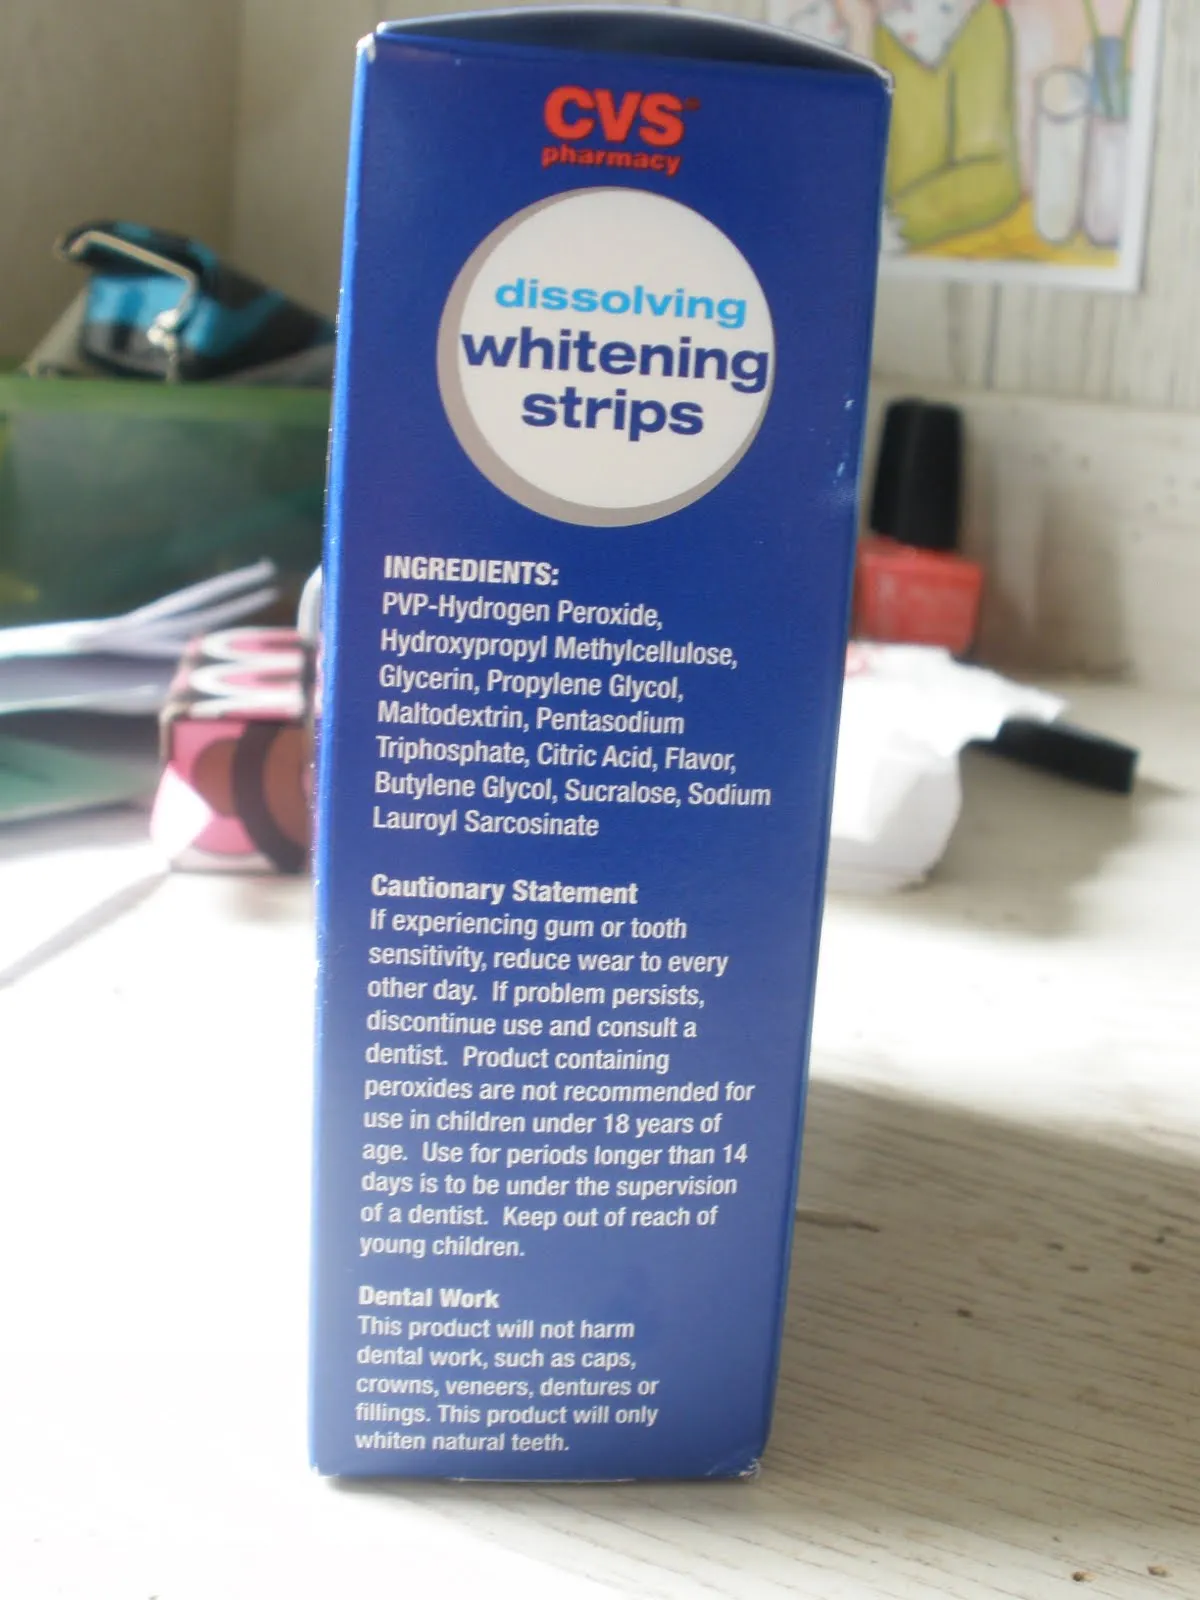 CVS®
pharmacy
dissolving
whitening
strips
INGREDIENTS:
PVP-Hydrogen Peroxide,
Hydroxypropyl Methylcellulose,
Glycerin, Propylene Glycol,
Maltodextrin, Pentasodium
Triphosphate, Citric Acid, Flavor,
Butylene Glycol, Sucralose, Sodium
Lauroyl Sarcosinate
Cautionary Statement
If experiencing gum or tooth
sensitivity, reduce wear to every
other day. If problem persists,
discontinue use and consult a
dentist. Product containing
peroxides are not recommended for
use in children under 18 years of
age. Use for periods longer than 14
days is to be under the supervision
of a dentist. Keep out of reach of
young children.
Dental Work
This product will not harm
dental work, such as caps,
crowns, veneers, dentures or
fillings. This product will only
whiten natural teeth.